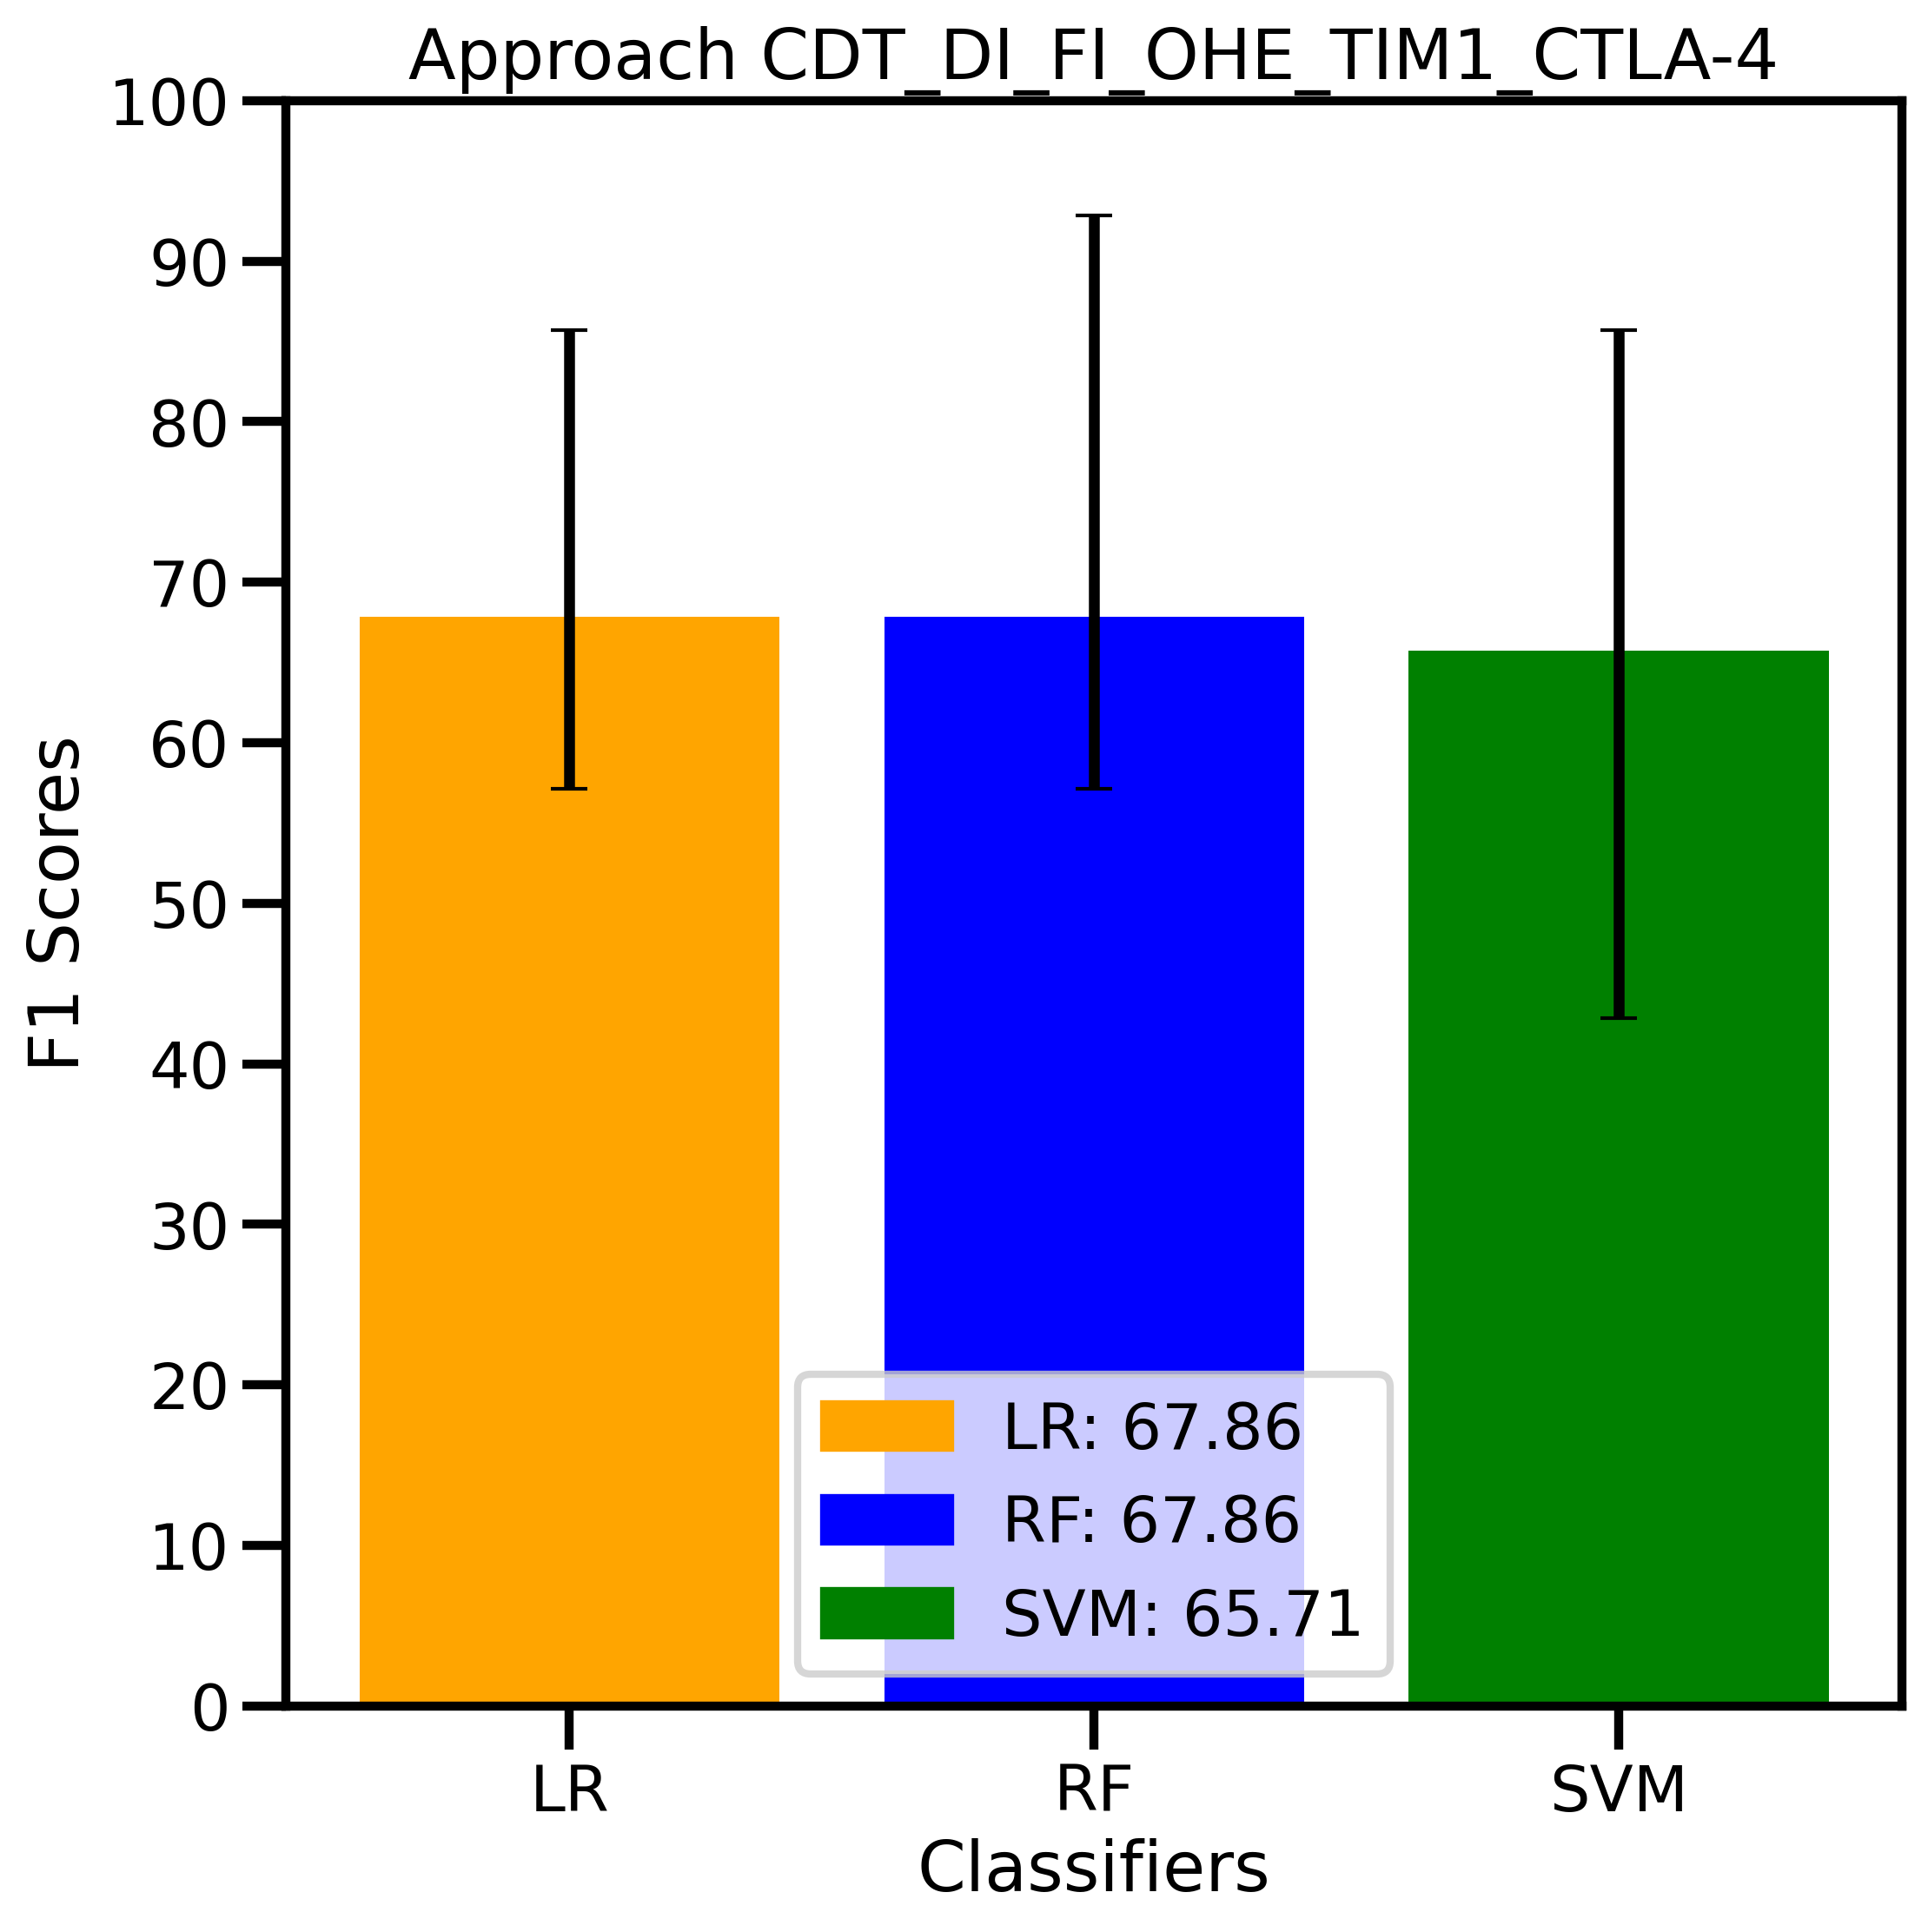 Approach CDT_DI_FI_OHE_TIM1_CTLA-4
100
90
80
70
60
50
40
30
20
10
0
F1 Scores
LR: 67.86
RF: 67.86
SVM: 65.71
LR
RF
SVM
Classifiers